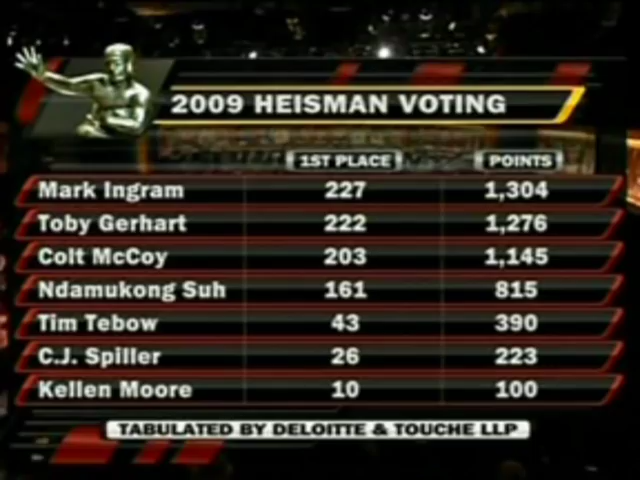 2009 HEISMAN VOTING
1ST PLACE POINTS
Mark Ingram 227 1,304
Toby Gerhart 222 1,276
Colt McCoy 203 1,145
Ndamukong Suh 161 815
Tim Tebow 43 390
C.J. Spiller 26 223
Kellen Moore 10 100
TABULATED BY DELOITTE & TOUCHE LLP